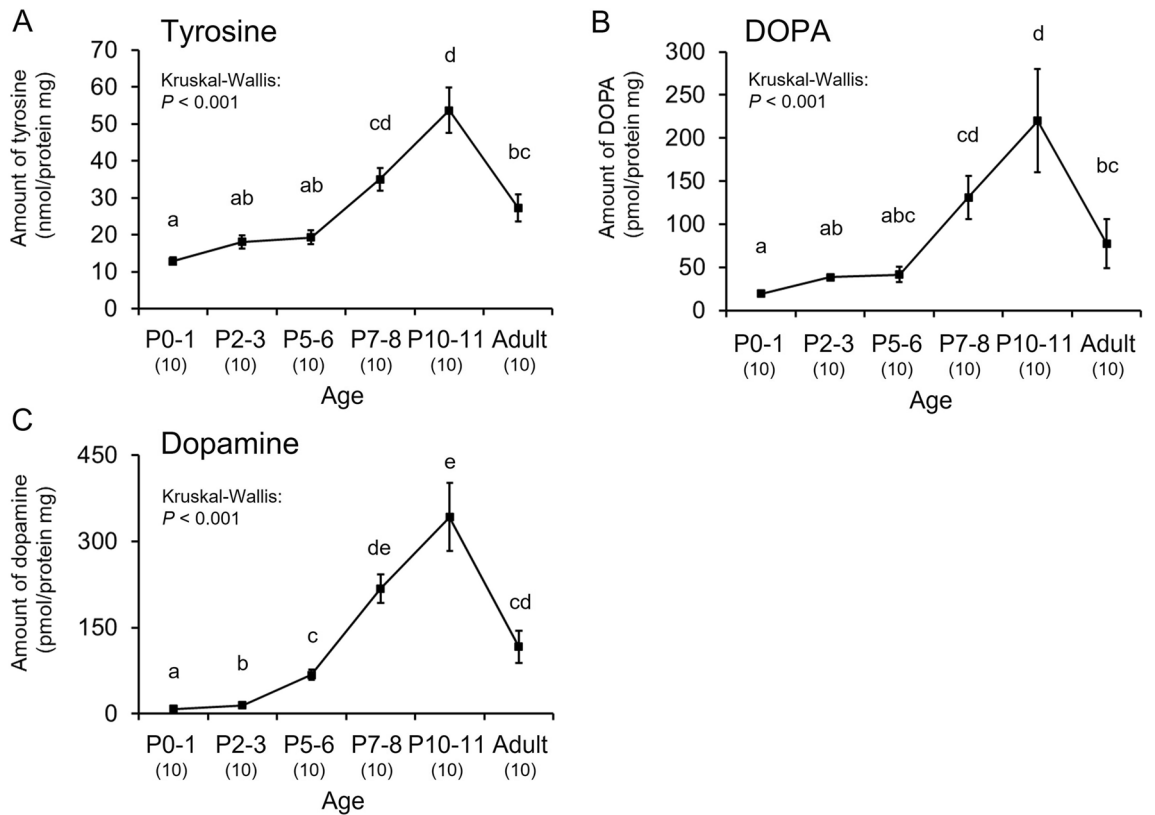 A
Tyrosine
Kruskal-Wallis:
P < 0.001
Amount of tyrosine
(nmol/protein mg)
70
60
50
40
30
20
10
0
a
ab
ab
cd
d
bc
P0-1 P2-3 P5-6 P7-8 P10-11 Adult
(10) (10) (10) (10) (10) (10)
Age
B
DOPA
Kruskal-Wallis:
P < 0.001
Amount of DOPA
(pmol/protein mg)
300
250
200
150
100
50
0
a
ab
abc
cd
d
bc
P0-1 P2-3 P5-6 P7-8 P10-11 Adult
(10) (10) (10) (10) (10) (10)
Age
C
Dopamine
Kruskal-Wallis:
P < 0.001
Amount of dopamine
(pmol/protein mg)
450
300
150
0
a
b
c
de
e
cd
P0-1 P2-3 P5-6 P7-8 P10-11 Adult
(10) (10) (10) (10) (10) (10)
Age